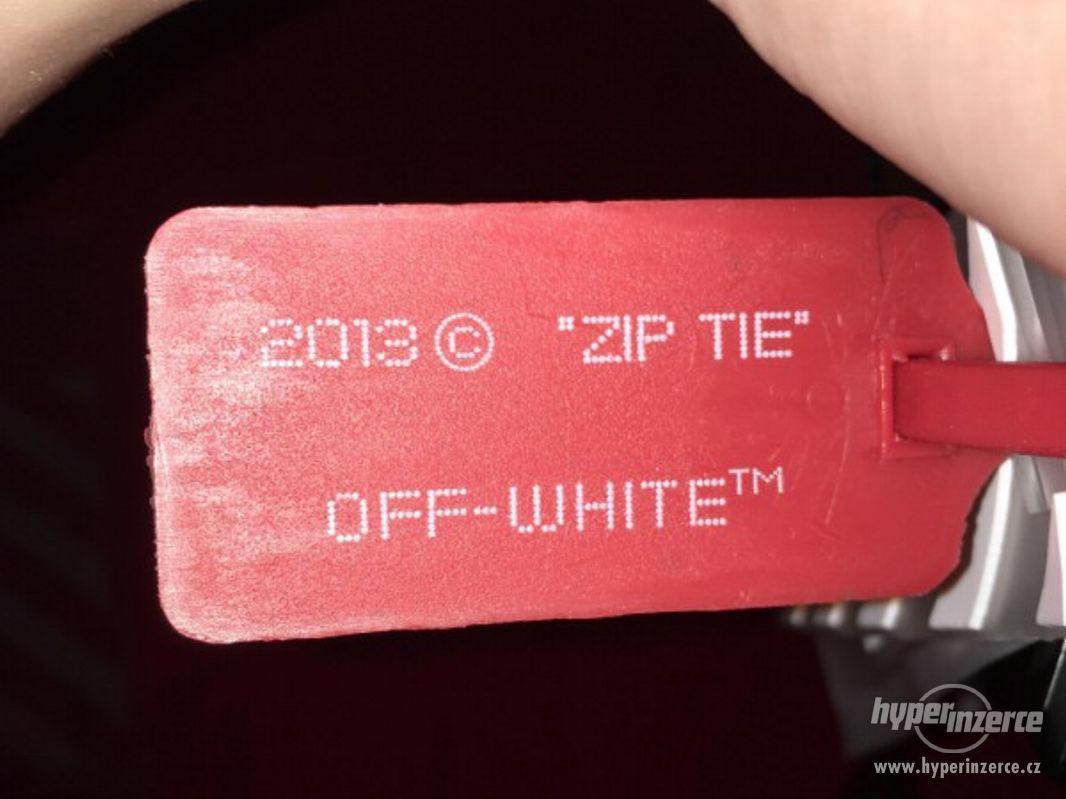 2013 © "ZIP TIE"
OFF-WHITE™
hyperinzerce
www.hyperinzerce.cz